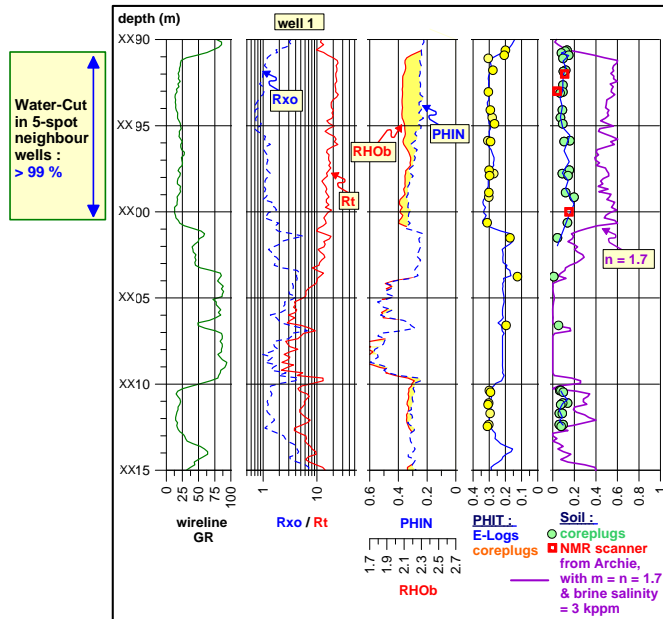 depth (m)
well 1
XX90
XX95
XX00
XX05
XX10
XX15
Water-Cut
in 5-spot
neighbour
wells :
> 99 %
Rxo
Rt
RHOb
PHIN
n = 1.7
0 25 50 75 100
1 10
0.6 0.4 0.2 0
0.4 0.3 0.2 0.1 0
0 0.2 0.4 0.6 0.8 1
wireline
GR
Rxo / Rt
PHIN
1.7 1.9 2.1 2.3 2.5 2.7
RHOb
PHIT :
E-Logs
coreplugs
Soil :
coreplugs
NMR scanner
from Archie,
with m = n = 1.7
& brine salinity
= 3 kppm